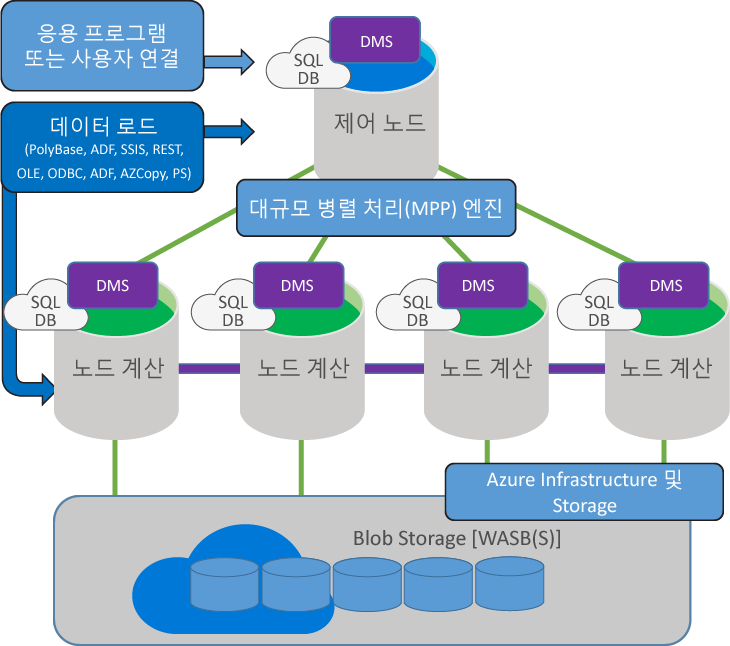 응용 프로그램
또는 사용자 연결
DMS
SQL
DB
제어 노드
데이터 로드
(PolyBase, ADF, SSIS, REST,
OLE, ODBC, ADF, AZCopy, PS)
대규모 병렬 처리(MPP) 엔진
DMS
SQL
DB
노드 계산
DMS
SQL
DB
노드 계산
DMS
SQL
DB
노드 계산
DMS
SQL
DB
노드 계산
Azure Infrastructure 및
Storage
Blob Storage [WASB(S)]